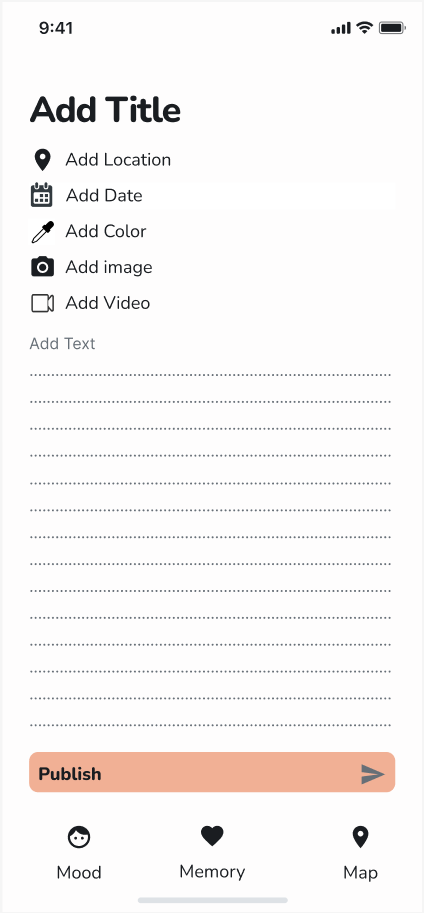 9:41
Add Title
Add Location
Add Date
Add Color
Add image
Add Video
Add Text
Publish
Mood
Memory
Map